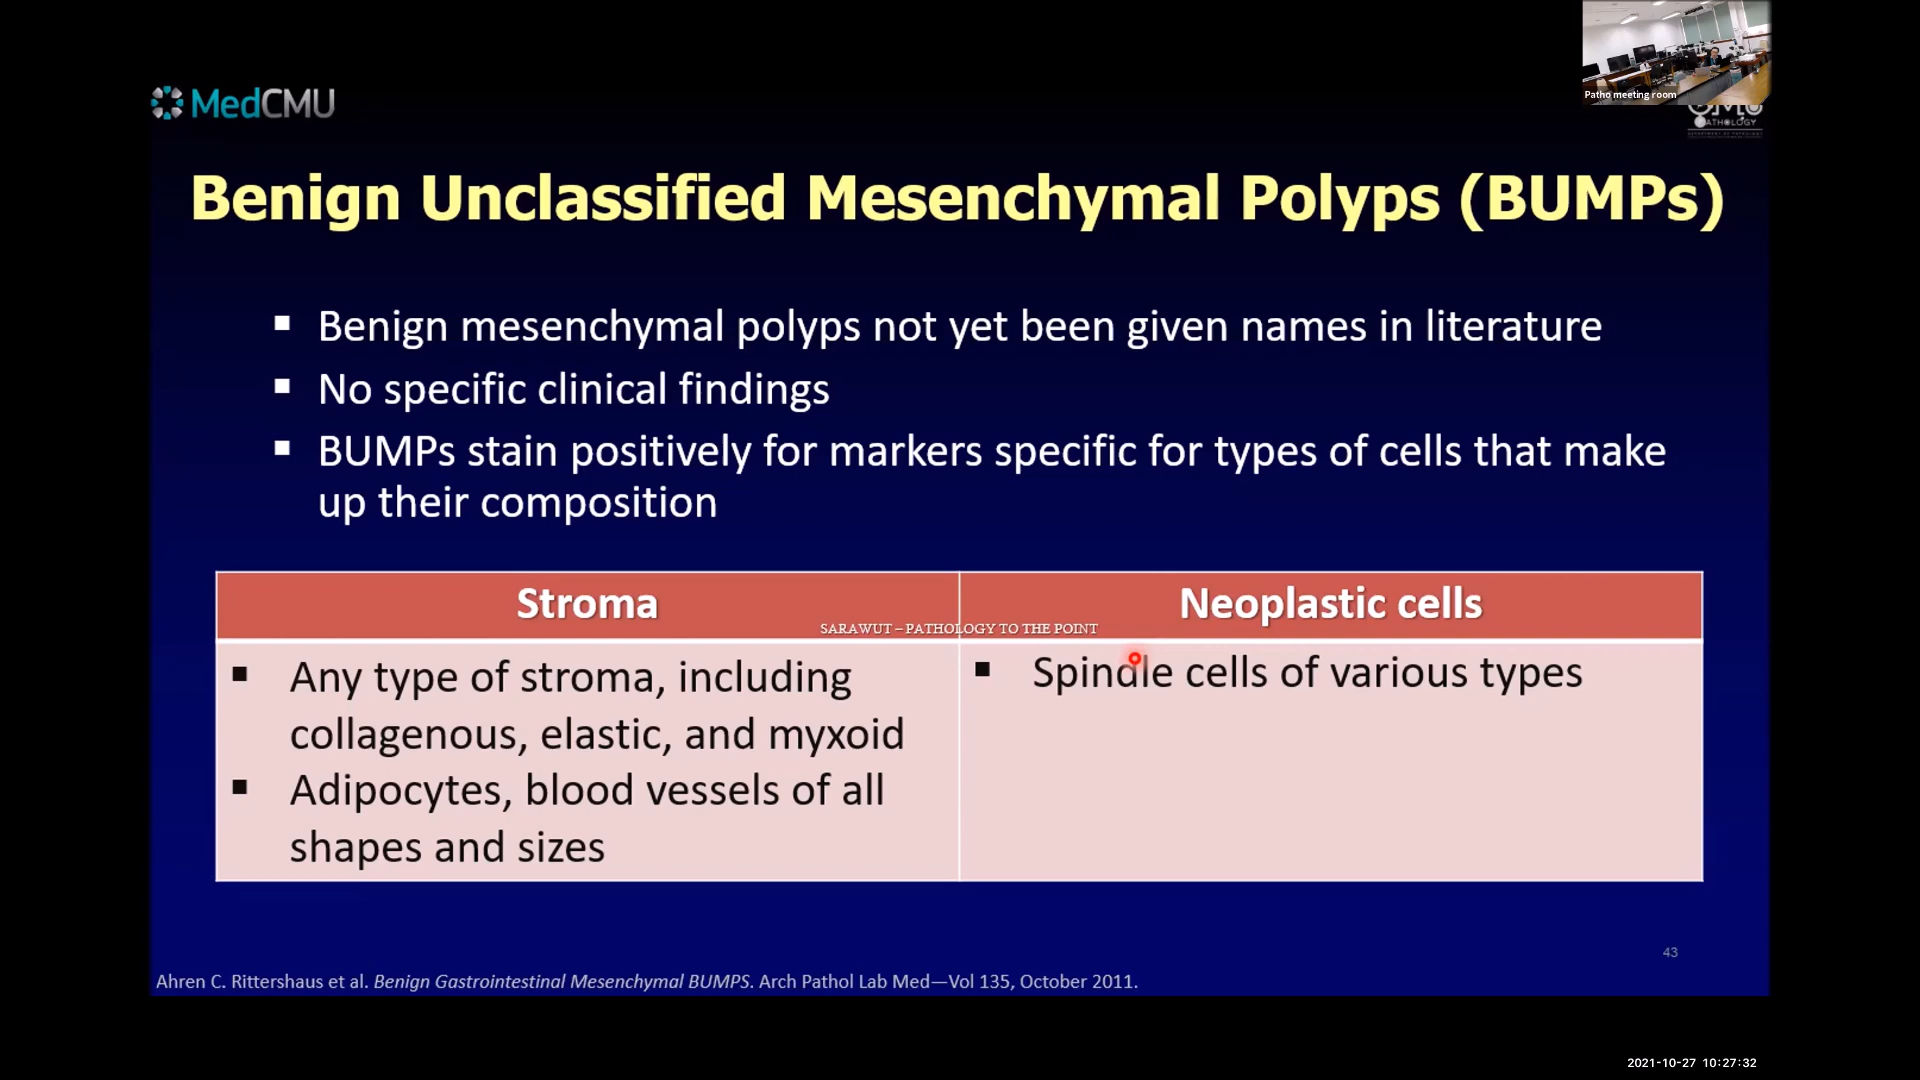 Patho meeting room
MedCMU
PATHOLOGY
Benign Unclassified Mesenchymal Polyps (BUMPs)
▪ Benign mesenchymal polyps not yet been given names in literature
▪ No specific clinical findings
▪ BUMPs stain positively for markers specific for types of cells that make
up their composition
Stroma
Neoplastic cells
SARAWUT – PATHOLOGY TO THE POINT
▪ Any type of stroma, including
collagenous, elastic, and myxoid
▪ Adipocytes, blood vessels of all
shapes and sizes
▪ Spindle cells of various types
43
Ahren C. Rittershaus et al. Benign Gastrointestinal Mesenchymal BUMPS. Arch Pathol Lab Med—Vol 135, October 2011.
2021-10-27 10:27:32